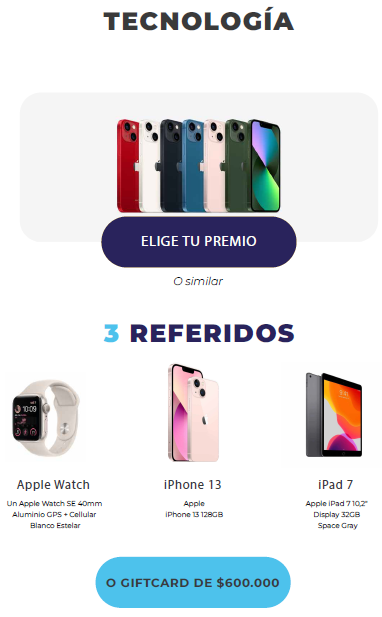 TECNOLOGÍA
ELIGE TU PREMIO
O similar
3 REFERIDOS
Apple Watch
Un Apple Watch SE 40mm
Aluminio GPS + Cellular
Blanco Estelar
iPhone 13
Apple
iPhone 13 128GB
iPad 7
Apple iPad 7 10,2"
Display 32GB
Space Gray
O GIFTCARD DE $600.000